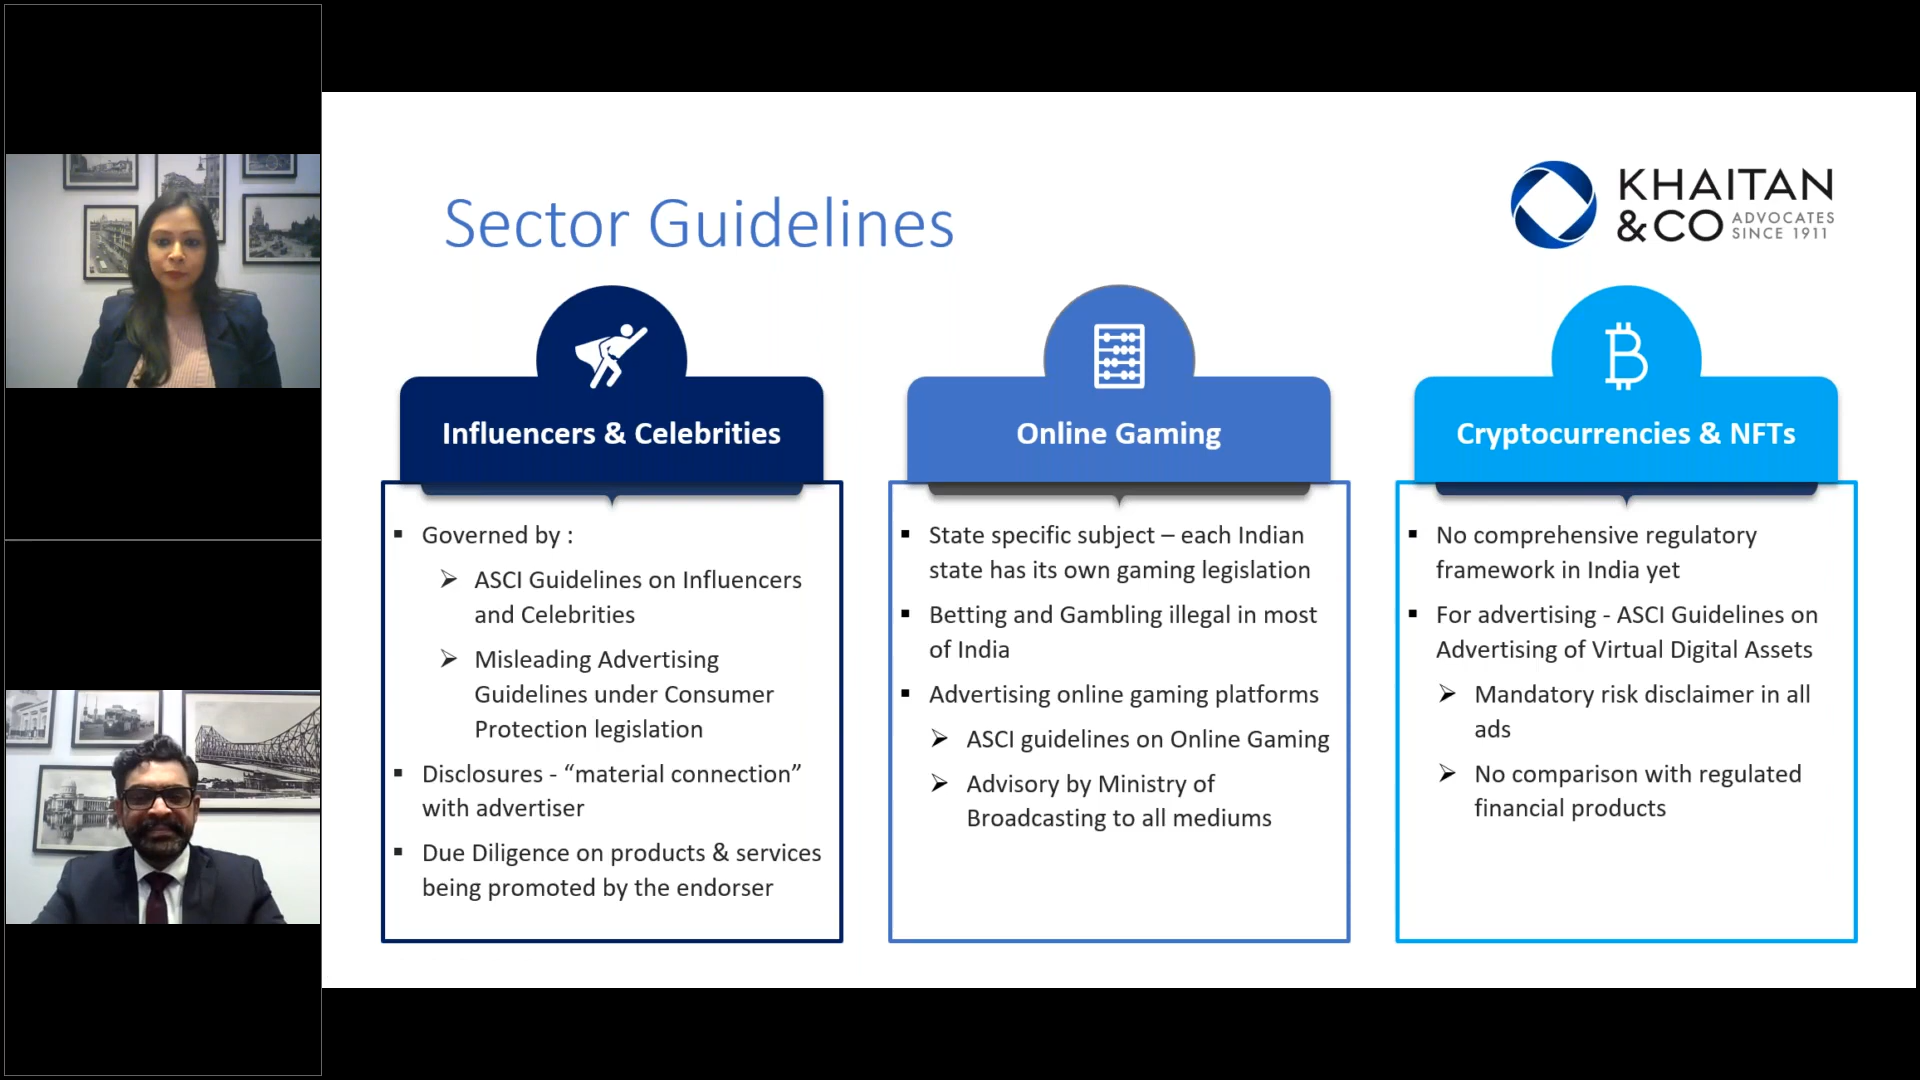 Sector Guidelines
KHAITAN
&CO ADVOCATES
SINCE 1911
Influencers & Celebrities
▪ Governed by :
➢ ASCI Guidelines on Influencers
and Celebrities
➢ Misleading Advertising
Guidelines under Consumer
Protection legislation
▪ Disclosures - “material connection”
with advertiser
▪ Due Diligence on products & services
being promoted by the endorser
Online Gaming
▪ State specific subject – each Indian
state has its own gaming legislation
▪ Betting and Gambling illegal in most
of India
▪ Advertising online gaming platforms
➢ ASCI guidelines on Online Gaming
➢ Advisory by Ministry of
Broadcasting to all mediums
Cryptocurrencies & NFTs
▪ No comprehensive regulatory
framework in India yet
▪ For advertising - ASCI Guidelines on
Advertising of Virtual Digital Assets
➢ Mandatory risk disclaimer in all
ads
➢ No comparison with regulated
financial products